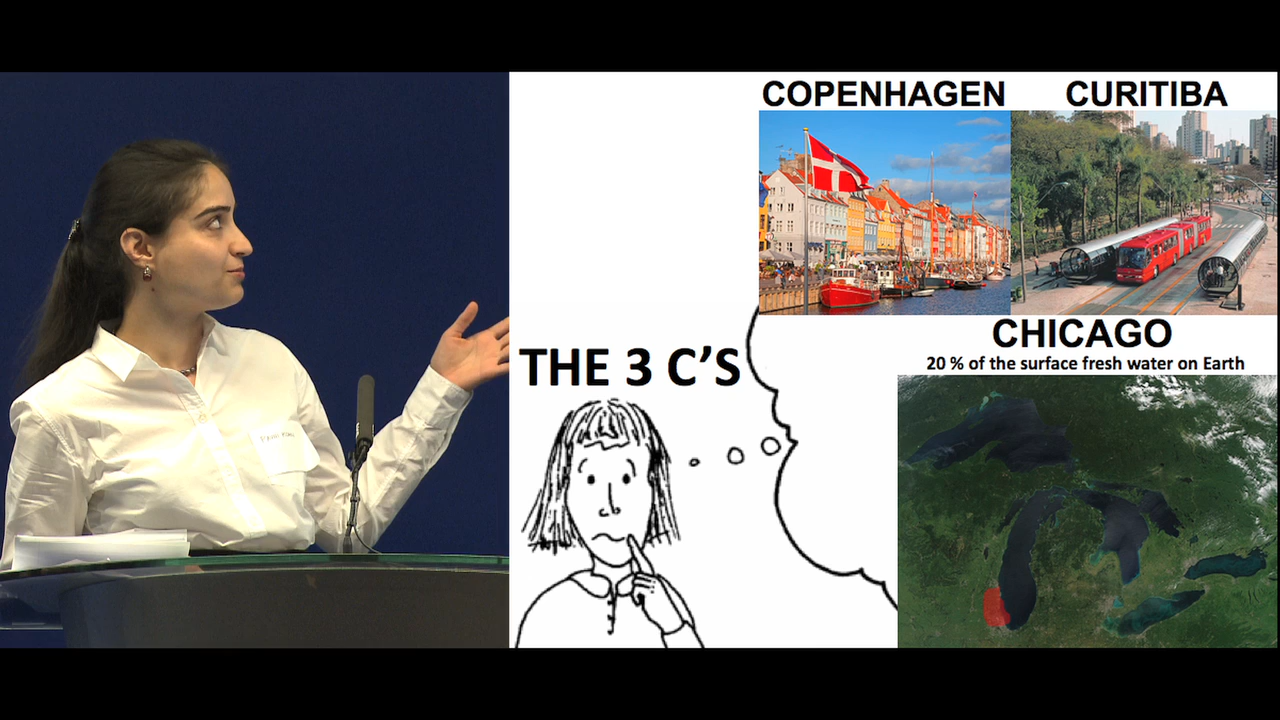 COPENHAGEN
CURITIBA
CHICAGO
20 % of the surface fresh water on Earth
THE 3 C'S